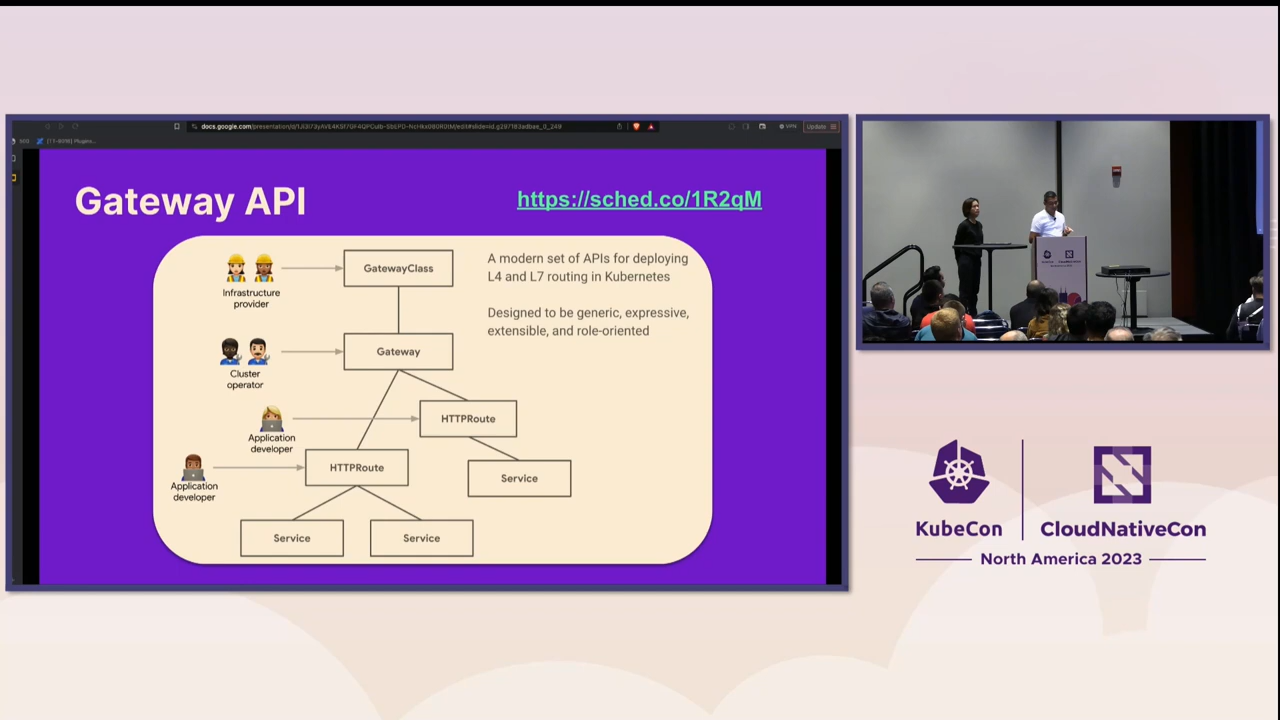 Update
Gateway API
https://sched.co/1R2qM
GatewayClass
Infrastructure
provider
A modern set of APIs for deploying
L4 and L7 routing in Kubernetes
Designed to be generic, expressive,
extensible, and role-oriented
Gateway
Cluster
operator
HTTPRoute
Application
developer
HTTPRoute
Application
developer
Service
Service
Service
KubeCon
CloudNativeCon
North America 2023